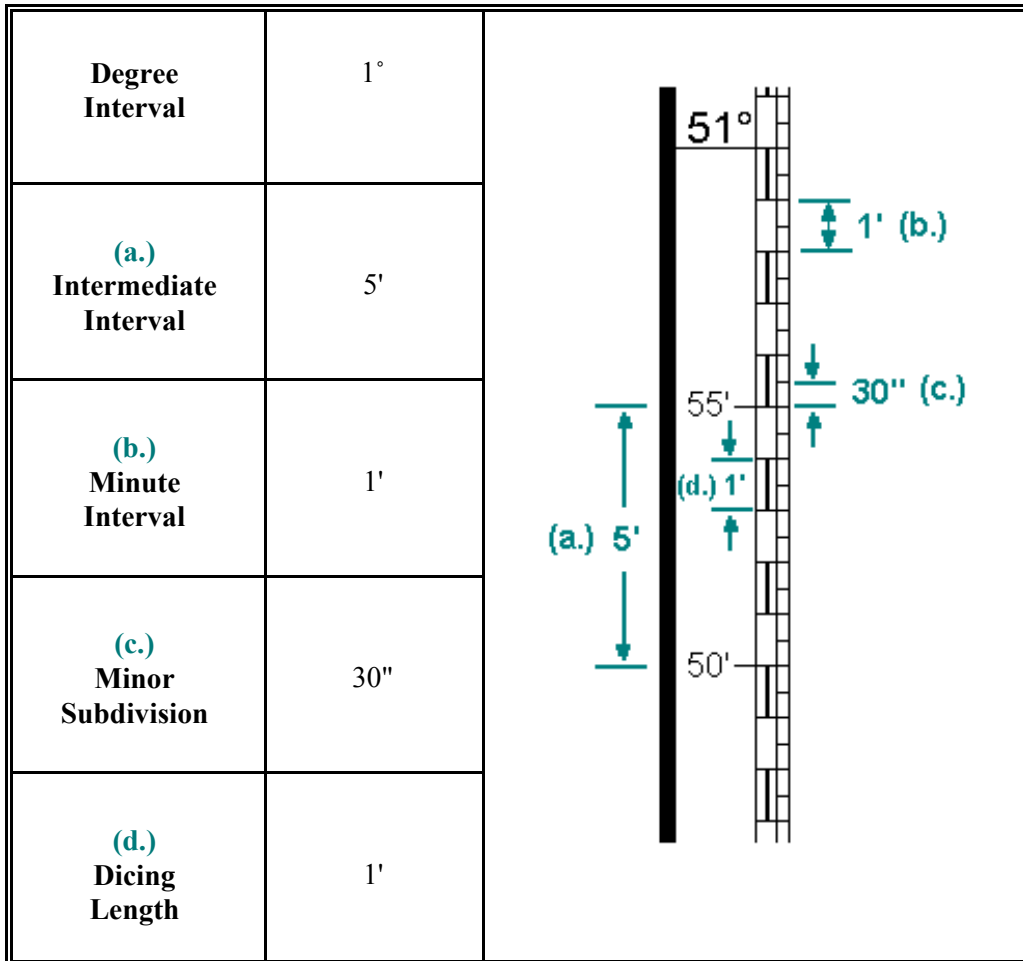 Degree
Interval
1°
(a.)
Intermediate
Interval
5'
(b.)
Minute
Interval
1'
(c.)
Minor
Subdivision
30"
(d.)
Dicing
Length
1'
51°
1' (b.)
30" (c.)
55'
(d.) 1'
(a.) 5'
50'